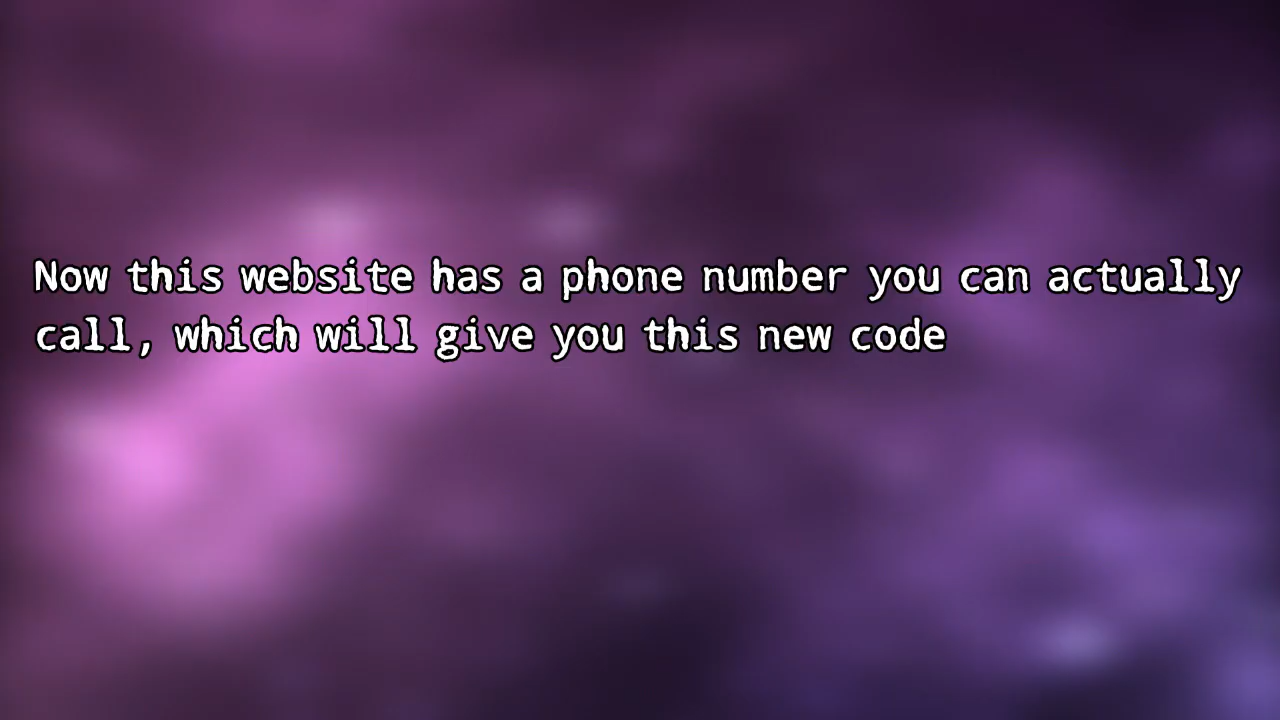 Now this website has a phone number you can actually
call, which will give you this new code